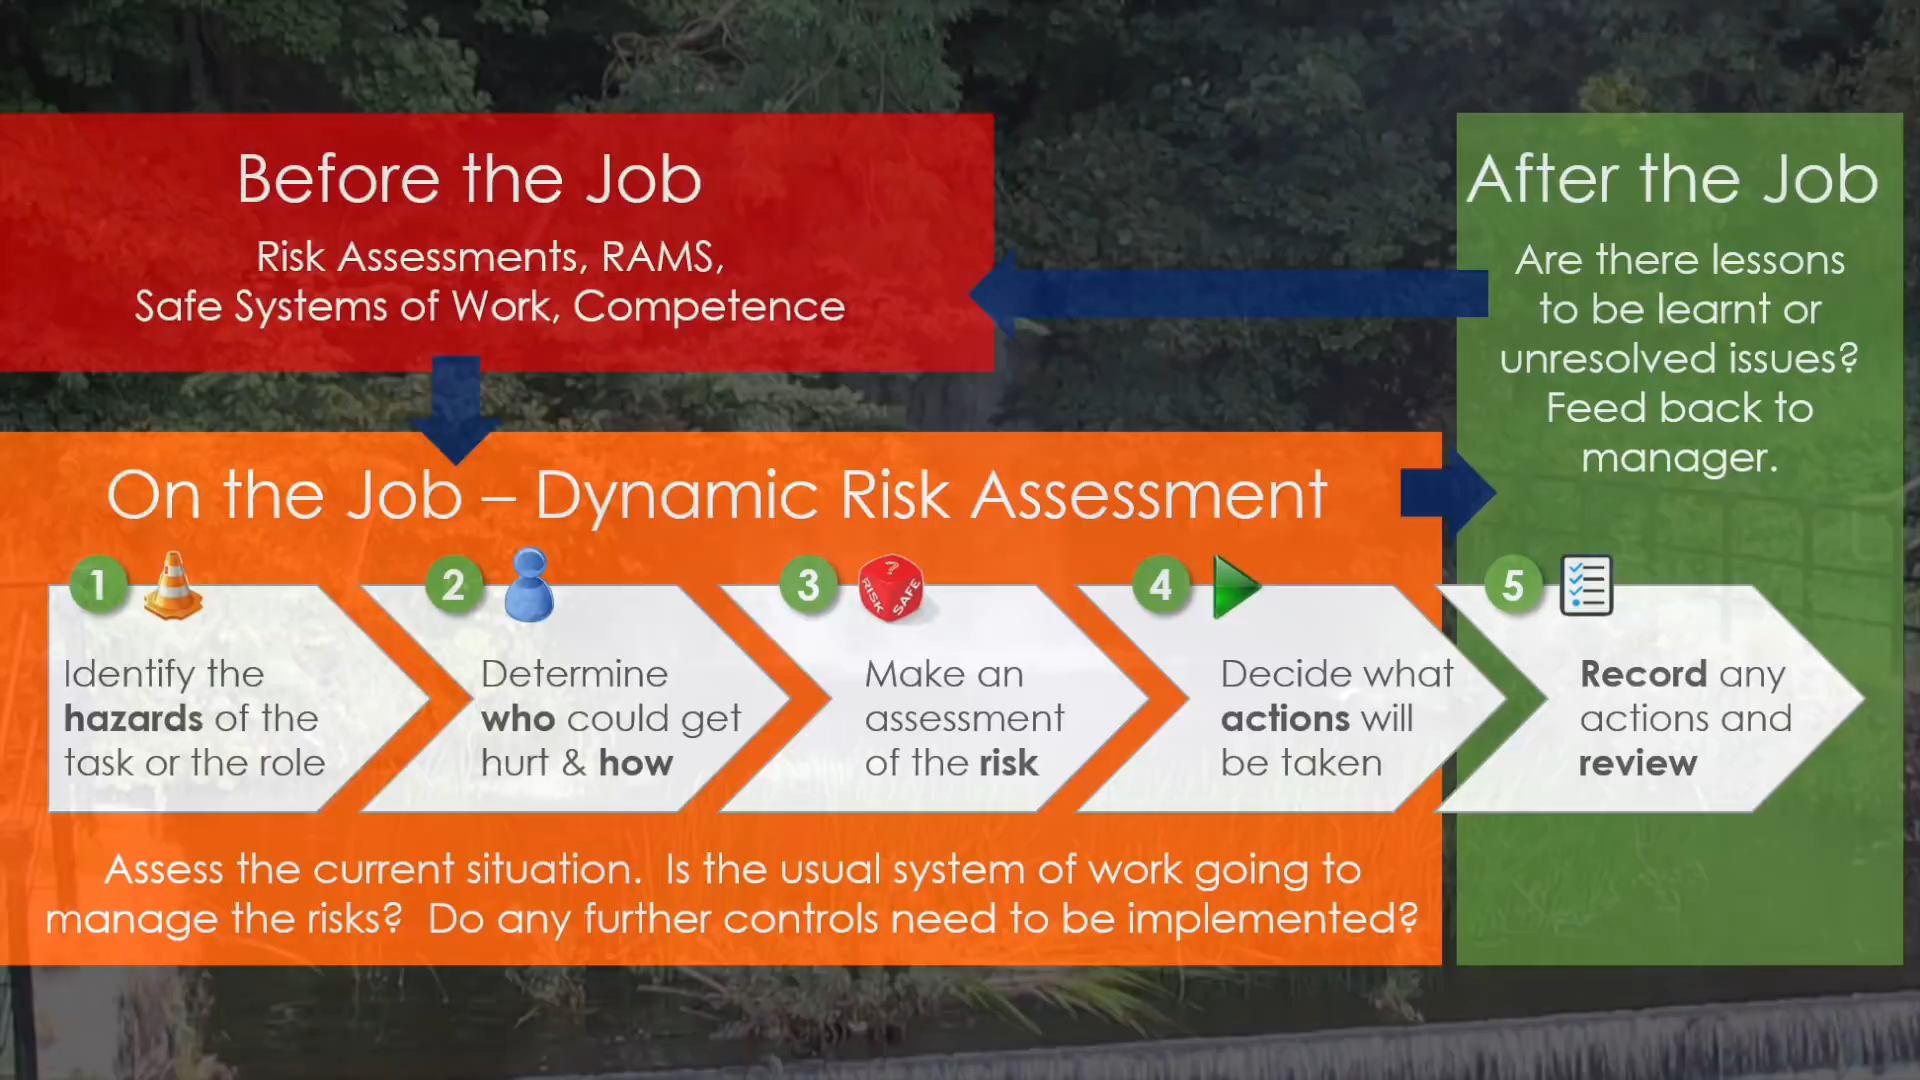 Before the Job
Risk Assessments, RAMS,
Safe Systems of Work, Competence
After the Job
Are there lessons
to be learnt or
unresolved issues?
Feed back to
manager.
On the Job – Dynamic Risk Assessment
1
Identify the
hazards of the
task or the role
2
Determine
who could get
hurt & how
3
?
RISK
SAFE
Make an
assessment
of the risk
4
Decide what
actions will
be taken
5
Record any
actions and
review
Assess the current situation.  Is the usual system of work going to
manage the risks?  Do any further controls need to be implemented?